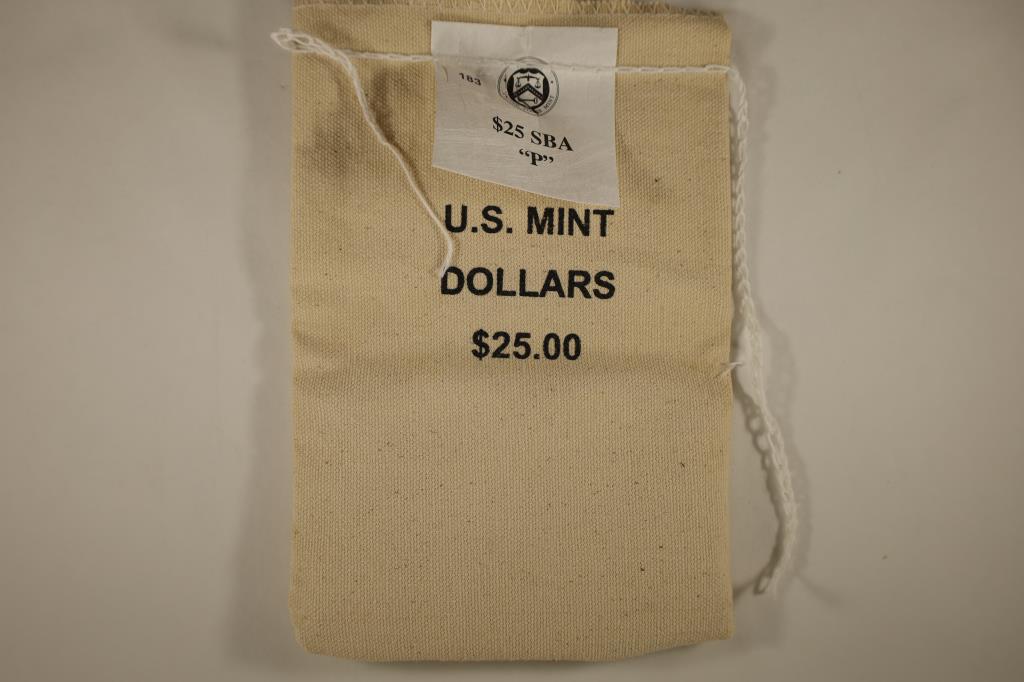 183
$25 SBA
“P”
U.S. MINT
DOLLARS
$25.00